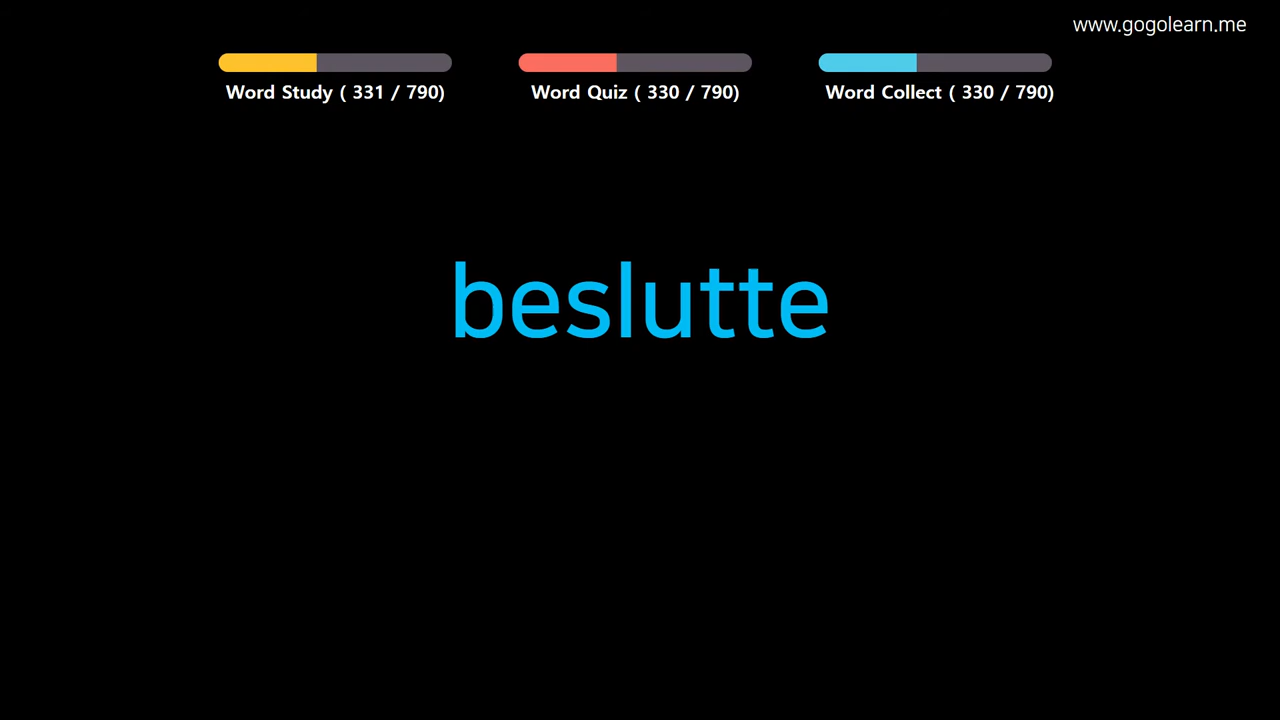 www.gogolearn.me
Word Study ( 331 / 790)
Word Quiz ( 330 / 790)
Word Collect ( 330 / 790)
beslutte